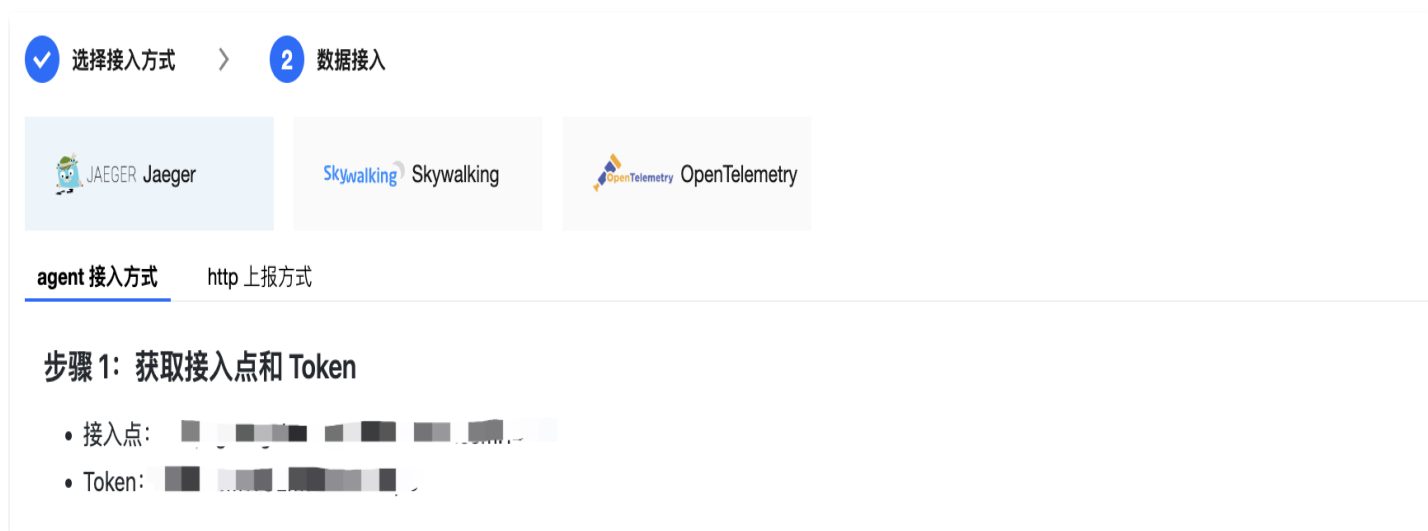 选择接入方式 2 数据接入
JAEGER Jaeger Skywalking Skywalking OpenTelemetry OpenTelemetry
agent 接入方式 http 上报方式
步骤 1：获取接入点和 Token
• 接入点：
• Token：